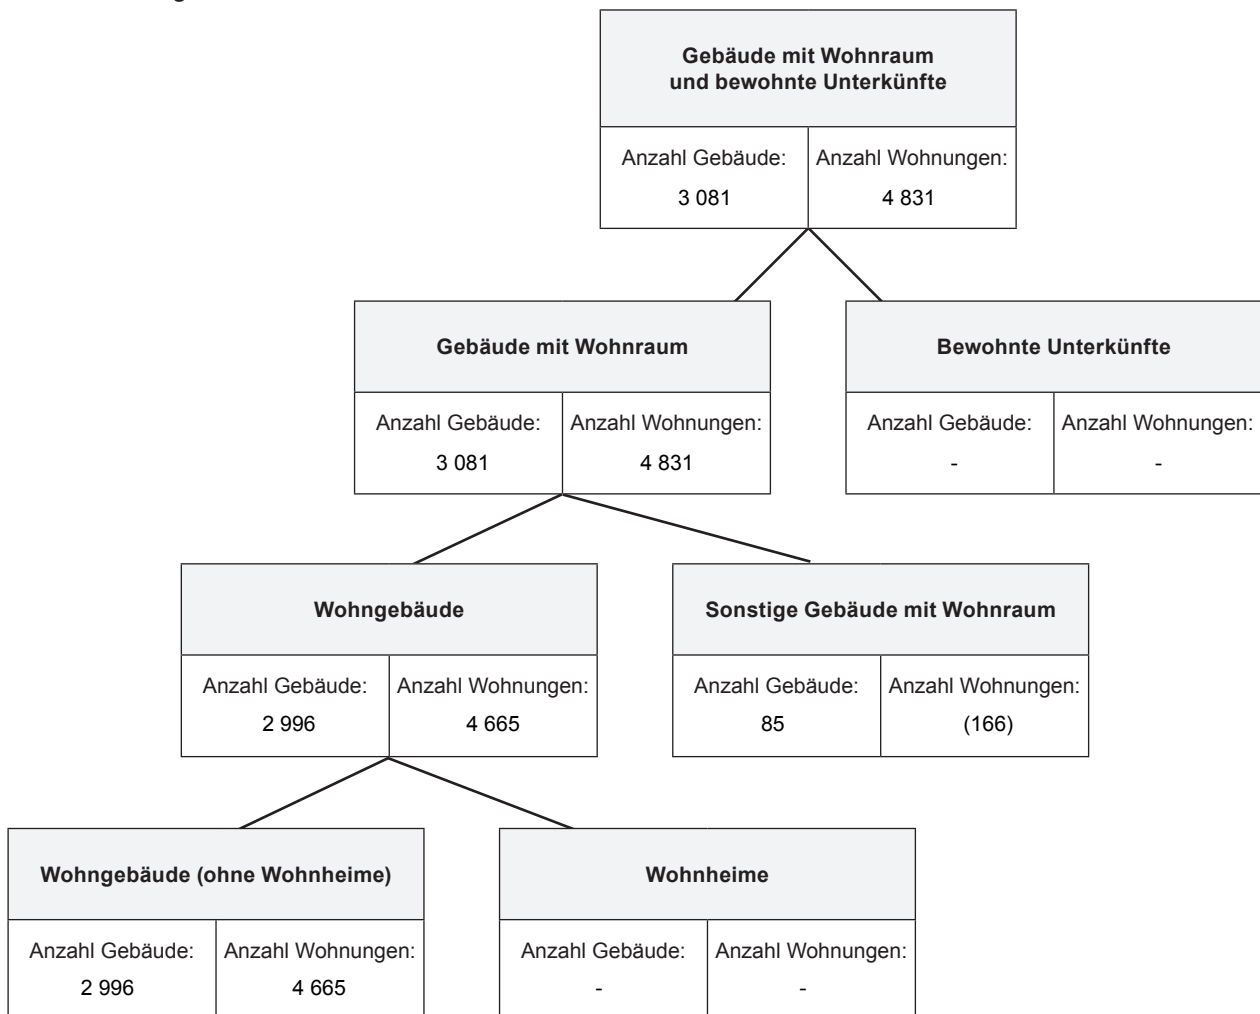 Gebäude mit Wohnraum
und bewohnte Unterkünfte
Anzahl Gebäude: Anzahl Wohnungen:
3 081 4 831
Gebäude mit Wohnraum Bewohnte Unterkünfte
Anzahl Gebäude: Anzahl Wohnungen: Anzahl Gebäude: Anzahl Wohnungen:
3 081 4 831 - -
Wohngebäude Sonstige Gebäude mit Wohnraum
Anzahl Gebäude: Anzahl Wohnungen: Anzahl Gebäude: Anzahl Wohnungen:
2 996 4 665 85 (166)
Wohngebäude (ohne Wohnheime) Wohnheime
Anzahl Gebäude: Anzahl Wohnungen: Anzahl Gebäude: Anzahl Wohnungen:
2 996 4 665 - -